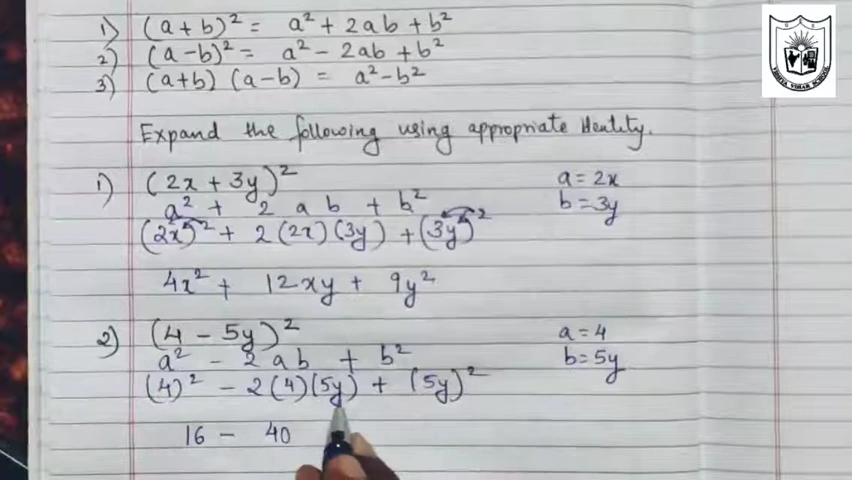 1) (a + b)² = a² + 2ab + b²
2) (a - b)² = a² - 2ab + b²
3) (a+b) (a-b) = a² - b²
Expand the following using appropriate identity.
1) (2x + 3y)² a = 2x
a² + 2 a b + b² b = 3y
(2x)² + 2(2x)(3y) + (3y)²
4x² + 12xy + 9y²
2) (4 - 5y)² a = 4
a² - 2 a b + b² b = 5y
(4)² - 2(4)(5y) + (5y)²
16 - 40